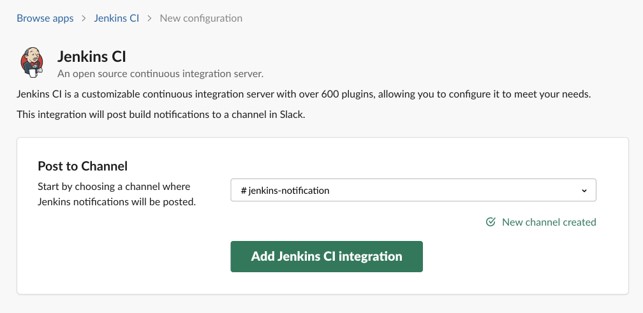 Browse apps > Jenkins CI > New configuration
Jenkins CI
An open source continuous integration server.
Jenkins CI is a customizable continuous integration server with over 600 plugins, allowing you to configure it to meet your needs.
This integration will post build notifications to a channel in Slack.
Post to Channel
Start by choosing a channel where
Jenkins notifications will be posted.
#jenkins-notification
New channel created
Add Jenkins CI integration